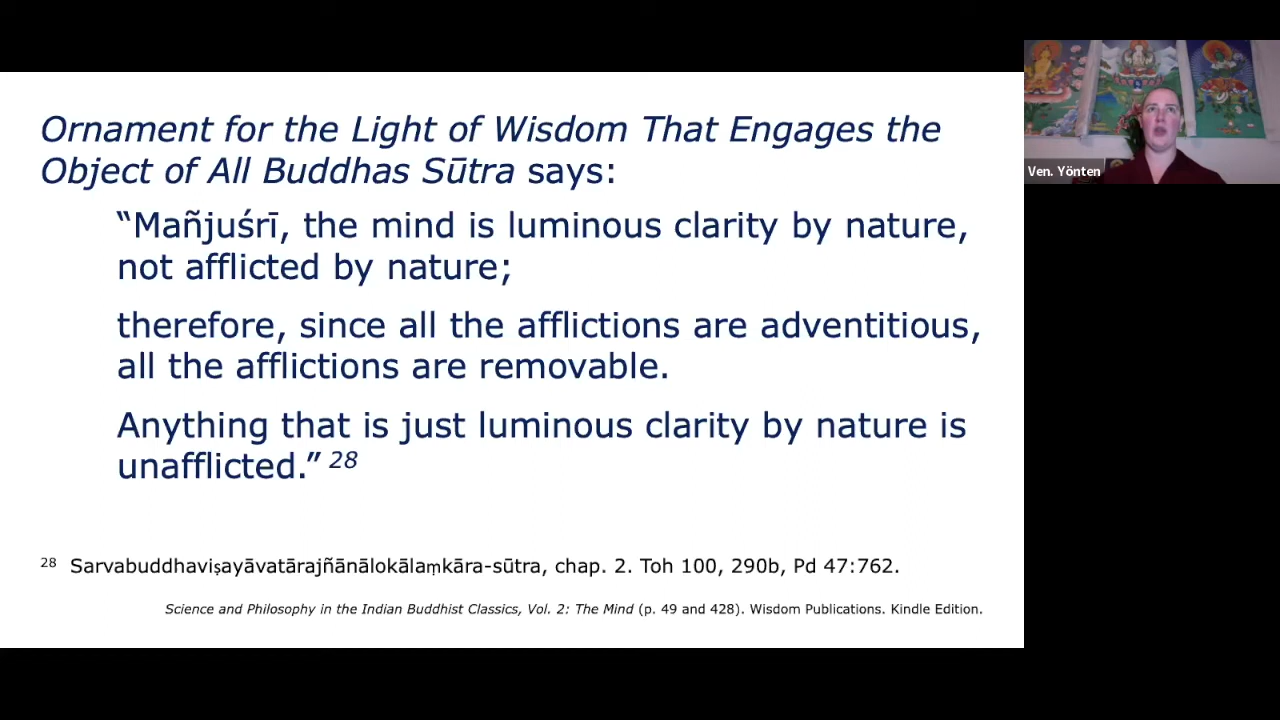 Ornament for the Light of Wisdom That Engages the
Object of All Buddhas Sūtra says:
“Mañjuśrī, the mind is luminous clarity by nature,
not afflicted by nature;
therefore, since all the afflictions are adventitious,
all the afflictions are removable.
Anything that is just luminous clarity by nature is
unafflicted.” 28
28 Sarvabuddhaviṣayāvatārajñānālokālaṃkāra-sūtra, chap. 2. Toh 100, 290b, Pd 47:762.
Science and Philosophy in the Indian Buddhist Classics, Vol. 2: The Mind (p. 49 and 428). Wisdom Publications. Kindle Edition.
Ven. Yönten